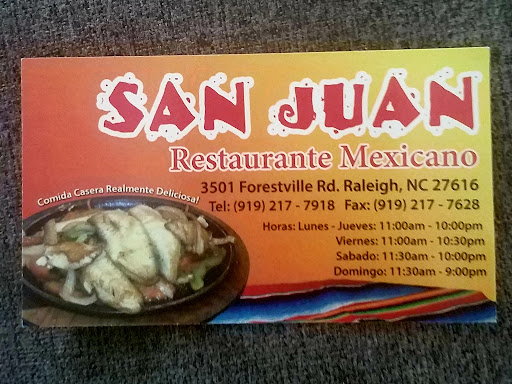 SAN JUAN
Restaurante Mexicano
3501 Forestville Rd. Raleigh, NC 27616
Tel: (919) 217 - 7918 Fax: (919) 217 - 7628
Comida Casera Realmente Deliciosa!
Horas: Lunes - Jueves: 11:00am - 10:00pm
Viernes: 11:00am - 10:30pm
Sabado: 11:30am - 10:00pm
Domingo: 11:30am - 9:00pm